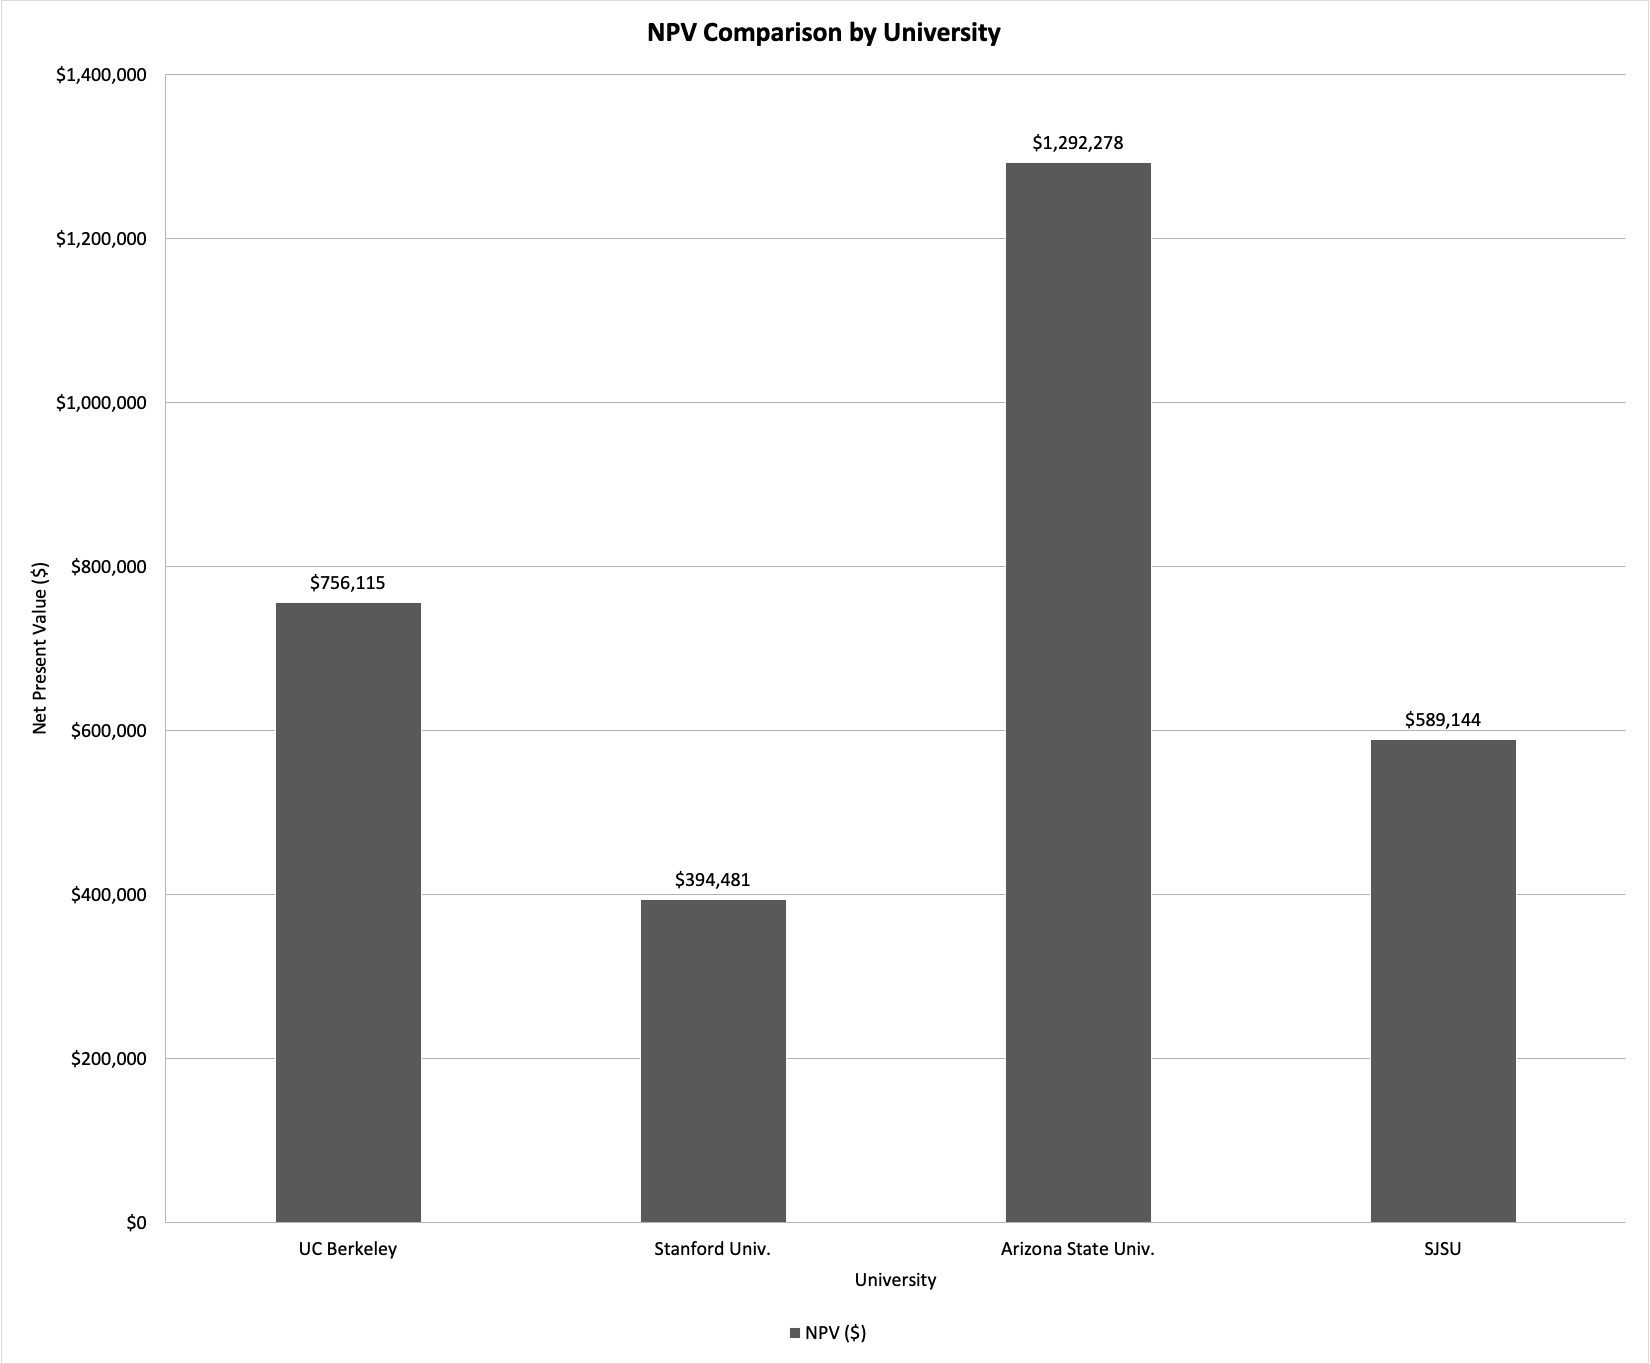 NPV Comparison by University
$1,400,000
$1,292,278
$1,200,000
$1,000,000
$800,000
$756,115
Net Present Value ($)
$600,000
$589,144
$400,000
$394,481
$200,000
$0
UC Berkeley
Stanford Univ.
Arizona State Univ.
SJSU
University
NPV ($)